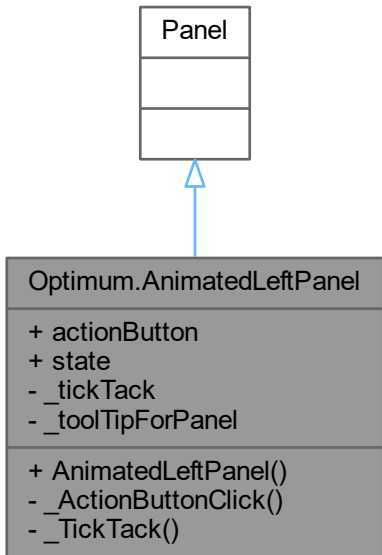 Panel
Optimum.AnimatedLeftPanel
+ actionButton
+ state
- _tickTack
- _toolTipForPanel
+ AnimatedLeftPanel()
- _ActionButtonClick()
- _TickTack()